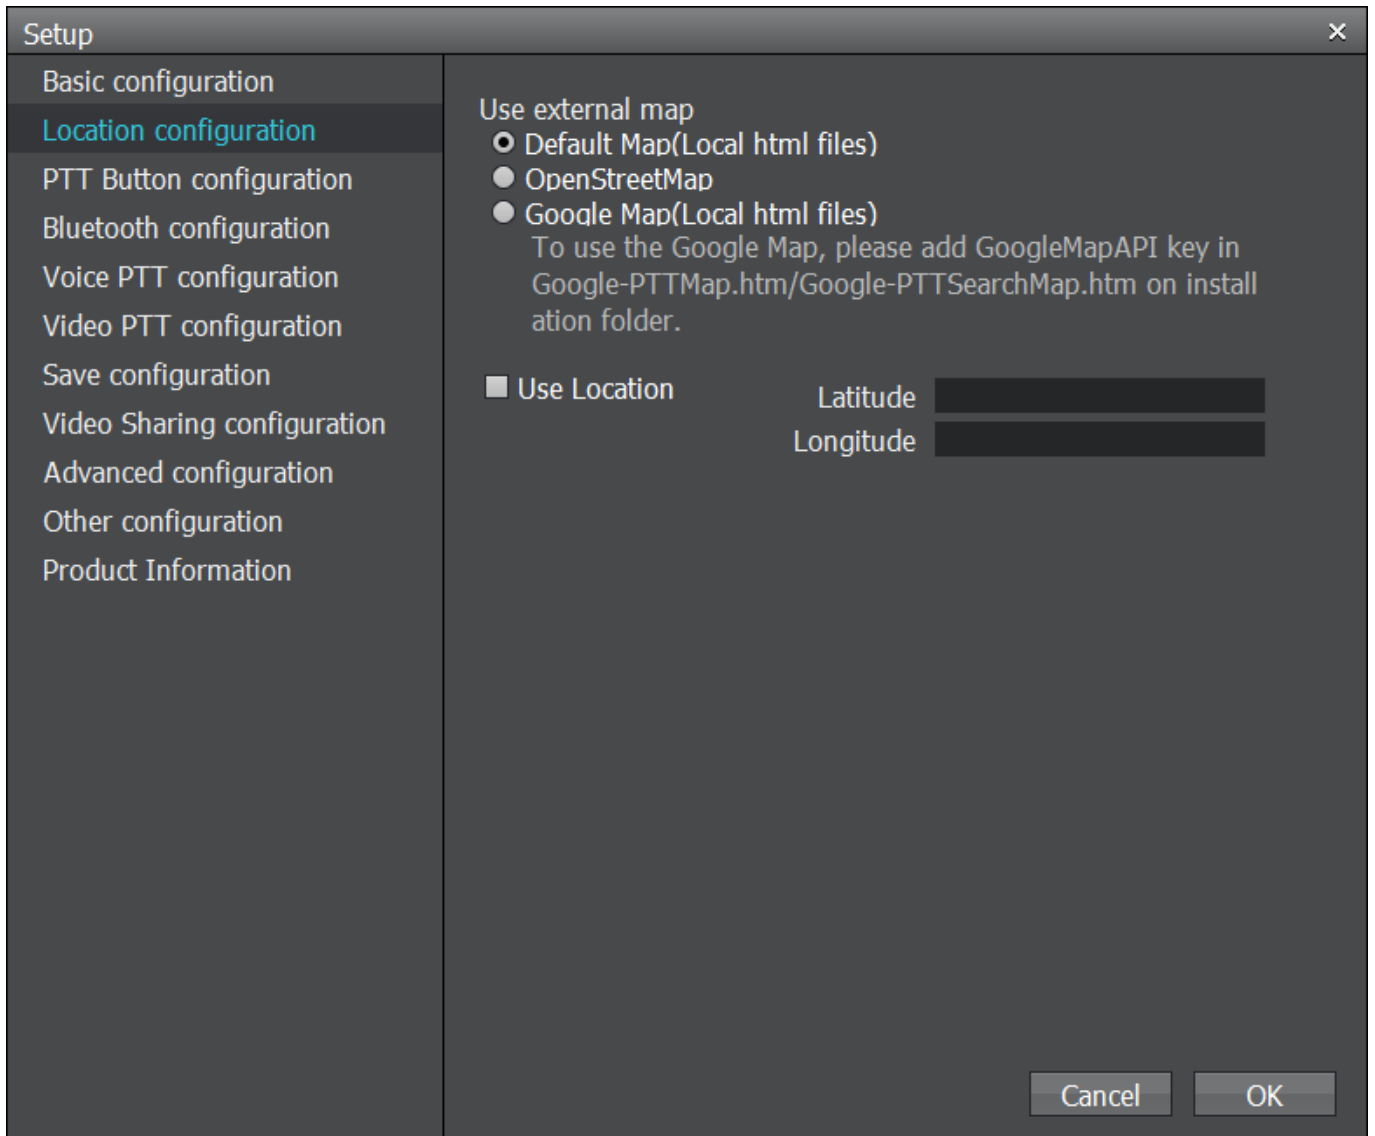 Setup
Basic configuration
Location configuration
PTT Button configuration
Bluetooth configuration
Voice PTT configuration
Video PTT configuration
Save configuration
Video Sharing configuration
Advanced configuration
Other configuration
Product Information
Use external map
Default Map(Local html files)
OpenStreetMap
Google Map(Local html files)
To use the Google Map, please add GoogleMapAPI key in
Google-PTTMap.htm/Google-PTTSearchMap.htm on install
ation folder.
Use Location
Latitude
Longitude
Cancel
OK